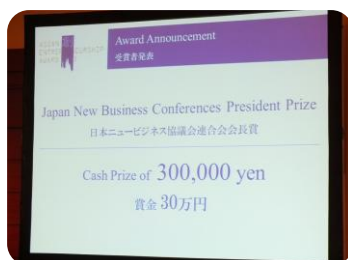 Award Announcement
受賞者発表
Japan New Business Conferences President Prize
日本ニュービジネス協議会連合会会長賞
Cash Prize of 300,000 yen
賞金 30万円